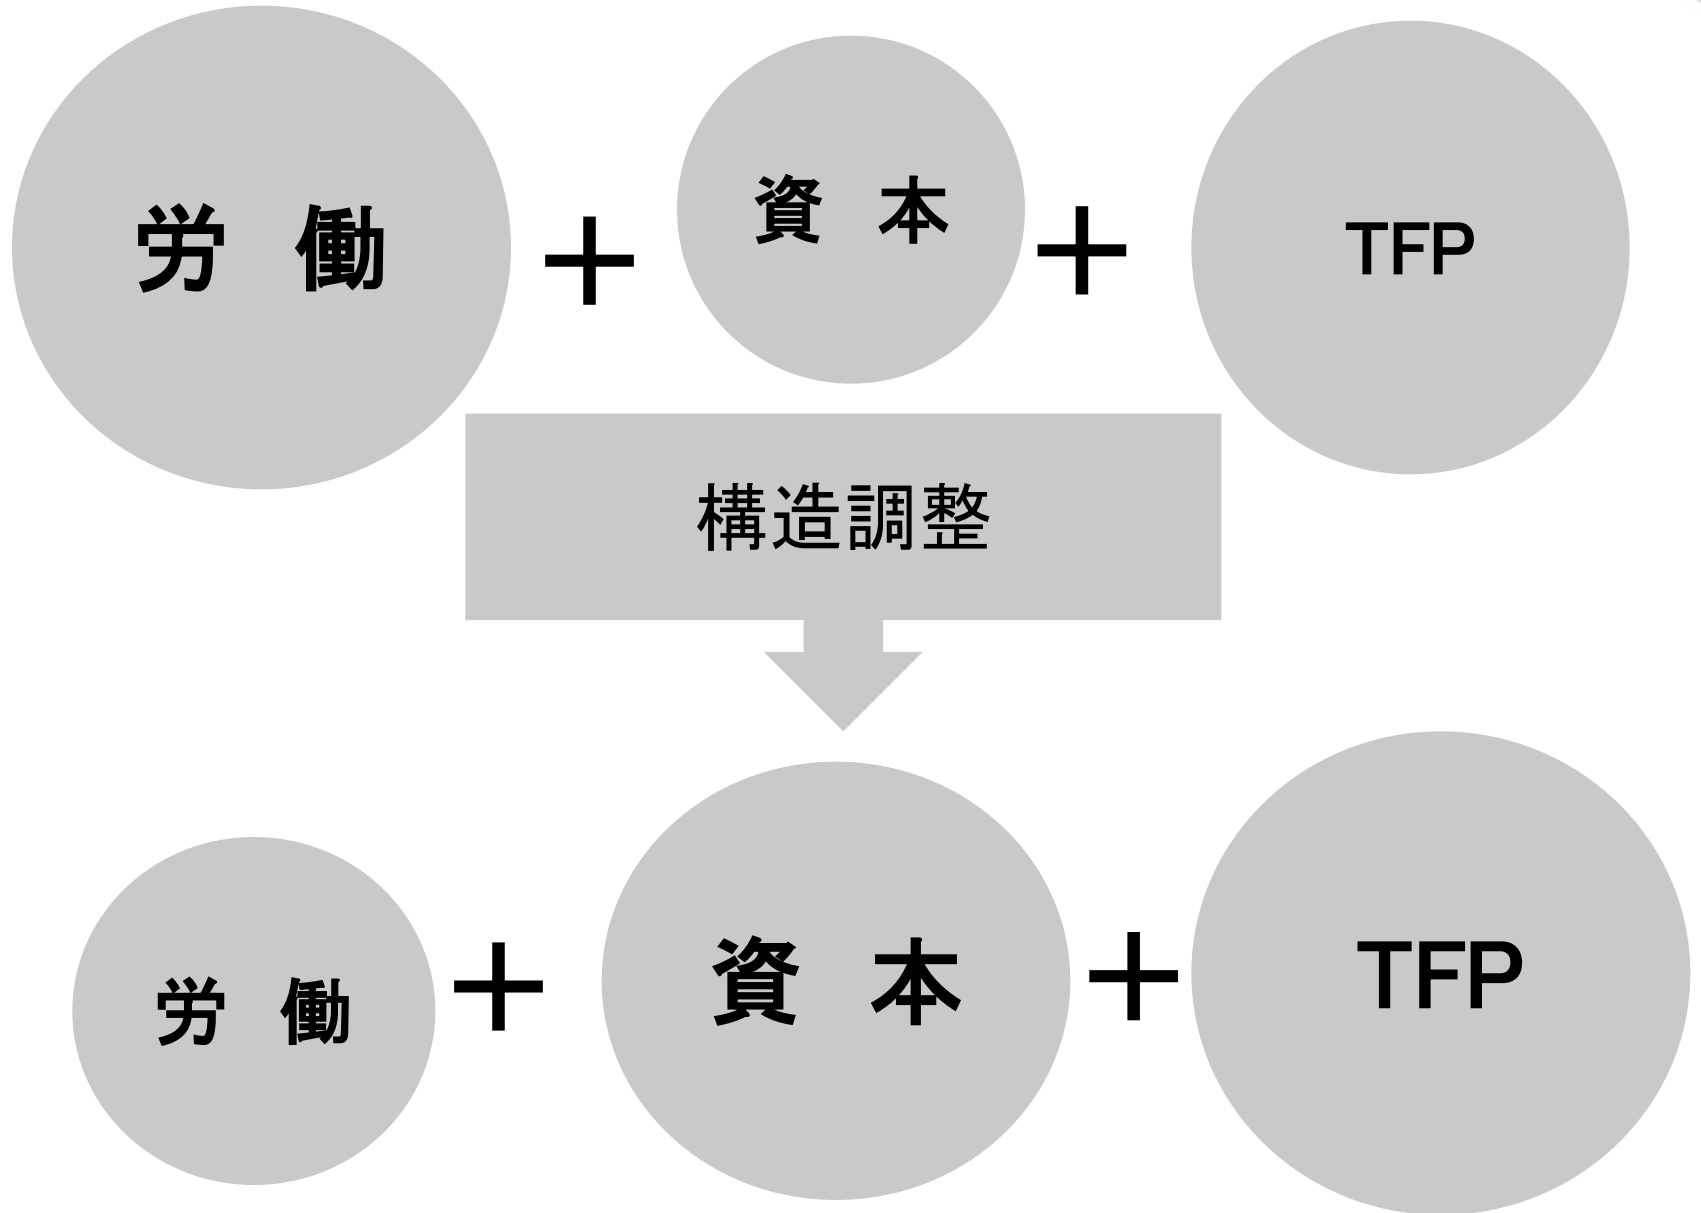 労　働 + 資　本 + TFP
構造調整
労　働 + 資　本 + TFP